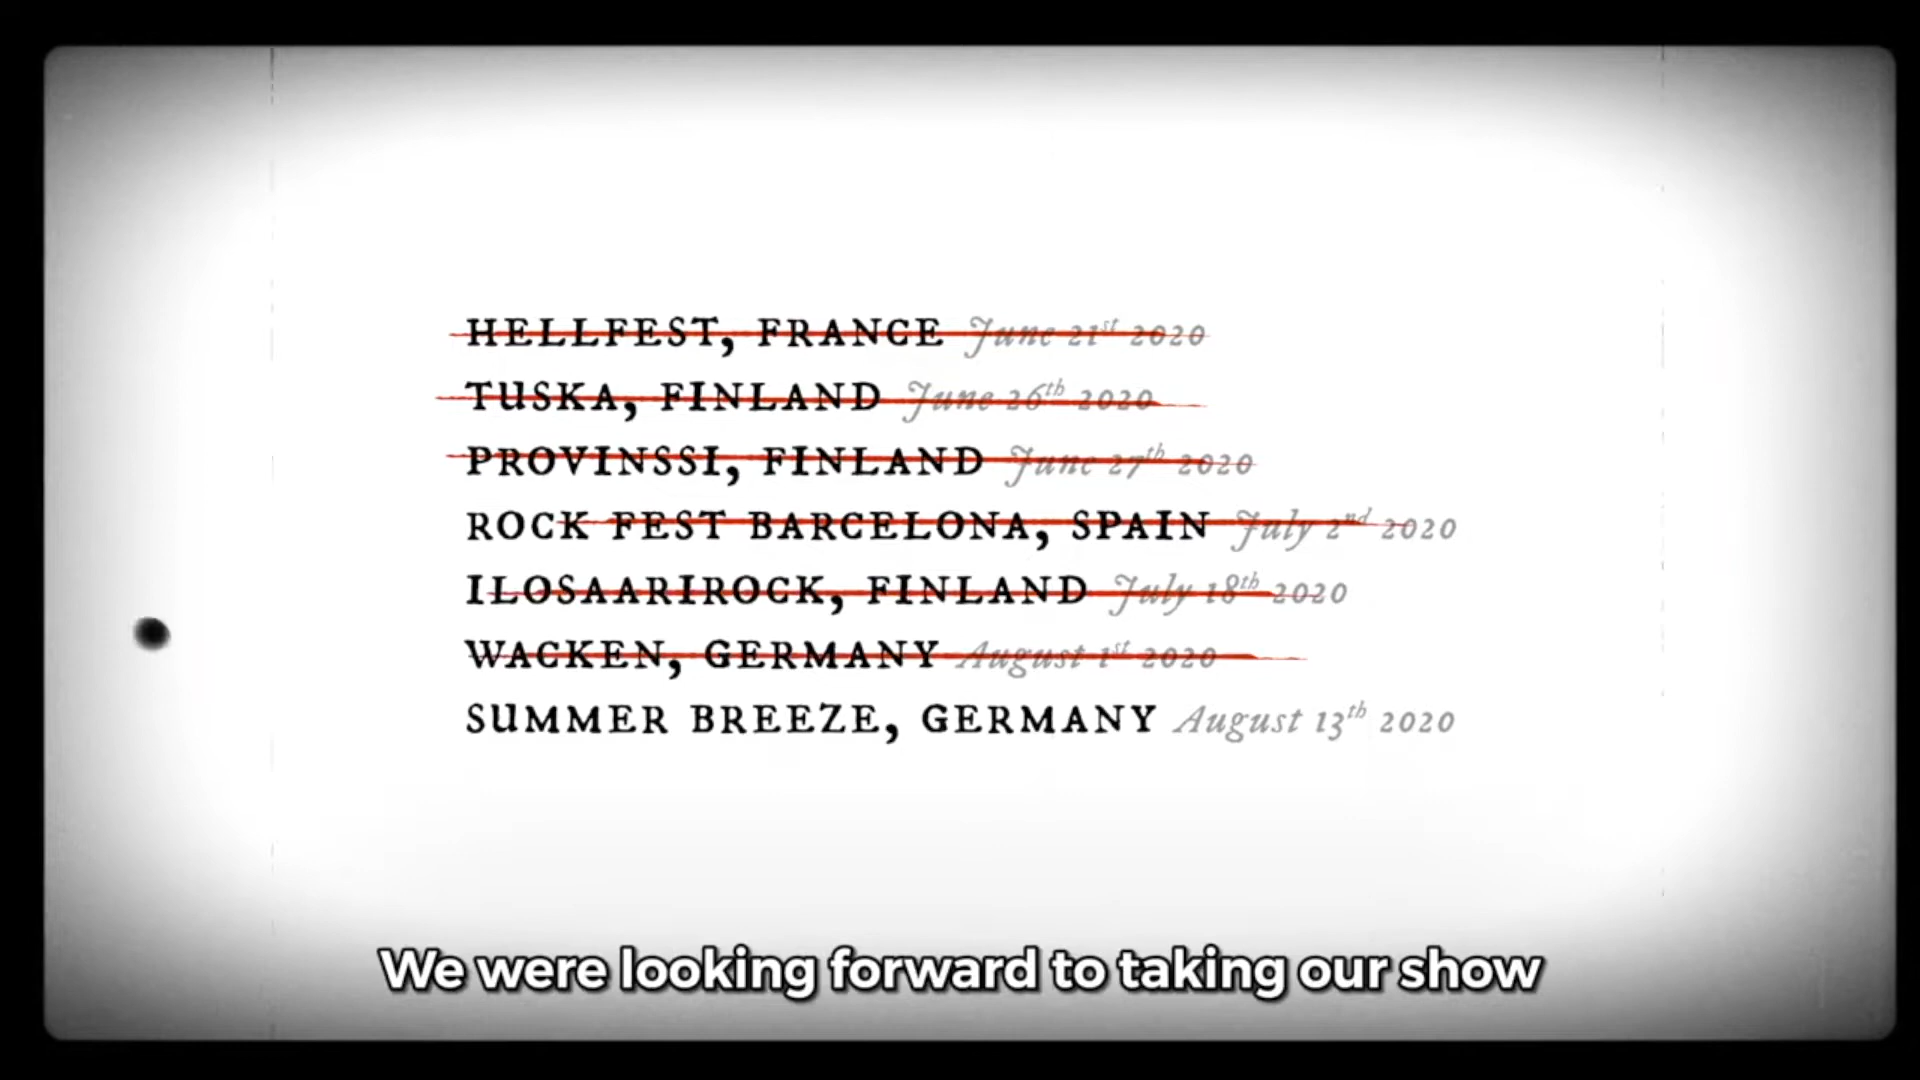 HELLFEST, FRANCE June 21st 2020
TUSKA, FINLAND June 26th 2020
PROVINSSI, FINLAND June 27th 2020
ROCK FEST BARCELONA, SPAIN July 2nd 2020
ILOSAARIROCK, FINLAND July 18th 2020
WACKEN, GERMANY August 1st 2020
SUMMER BREEZE, GERMANY August 13th 2020
We were looking forward to taking our show